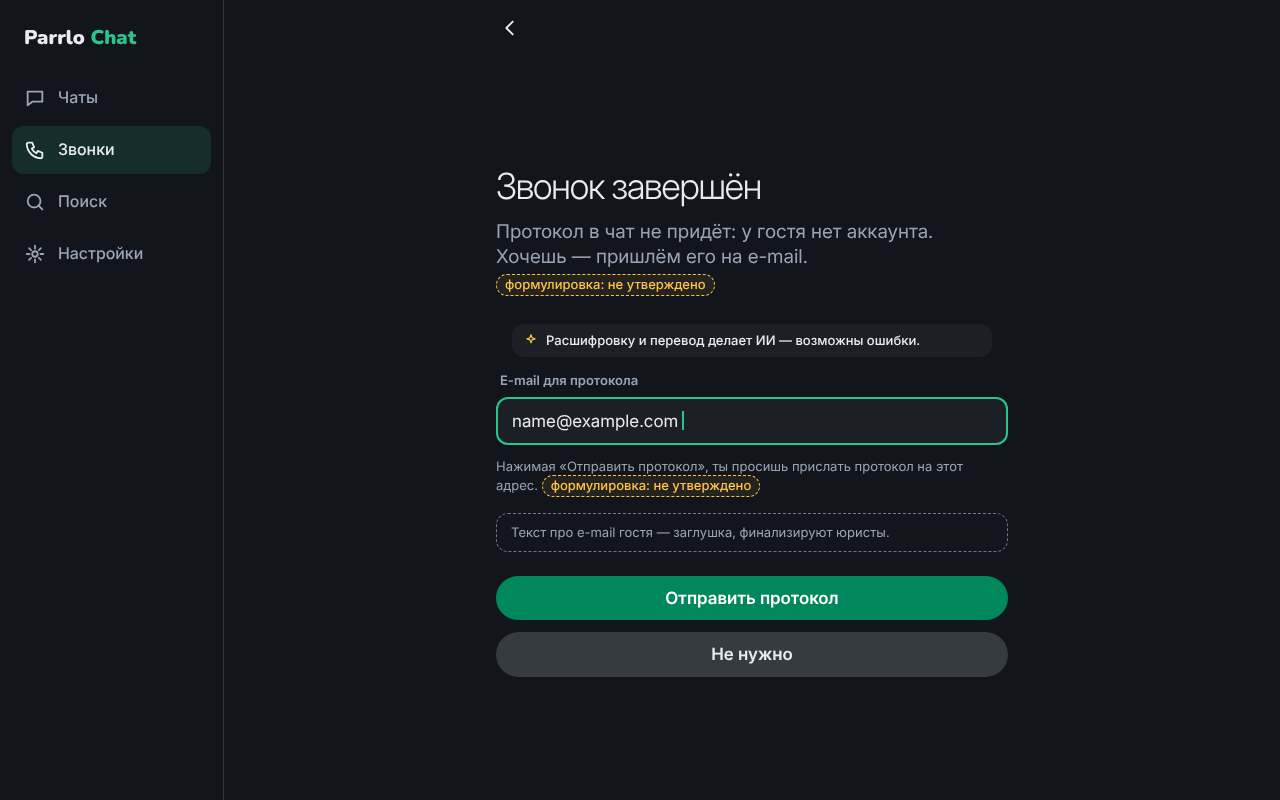 Parrlo Chat
Чаты
Звонки
Поиск
Настройки
Звонок завершён
Протокол в чат не придёт: у гостя нет аккаунта.
Хочешь — пришлём его на e-mail.
формулировка: не утверждено
Расшифровку и перевод делает ИИ — возможны ошибки.
E-mail для протокола
name@example.com
Нажимая «Отправить протокол», ты просишь прислать протокол на этот
адрес. формулировка: не утверждено
Текст про e-mail гостя — заглушка, финализируют юристы.
Отправить протокол
Не нужно